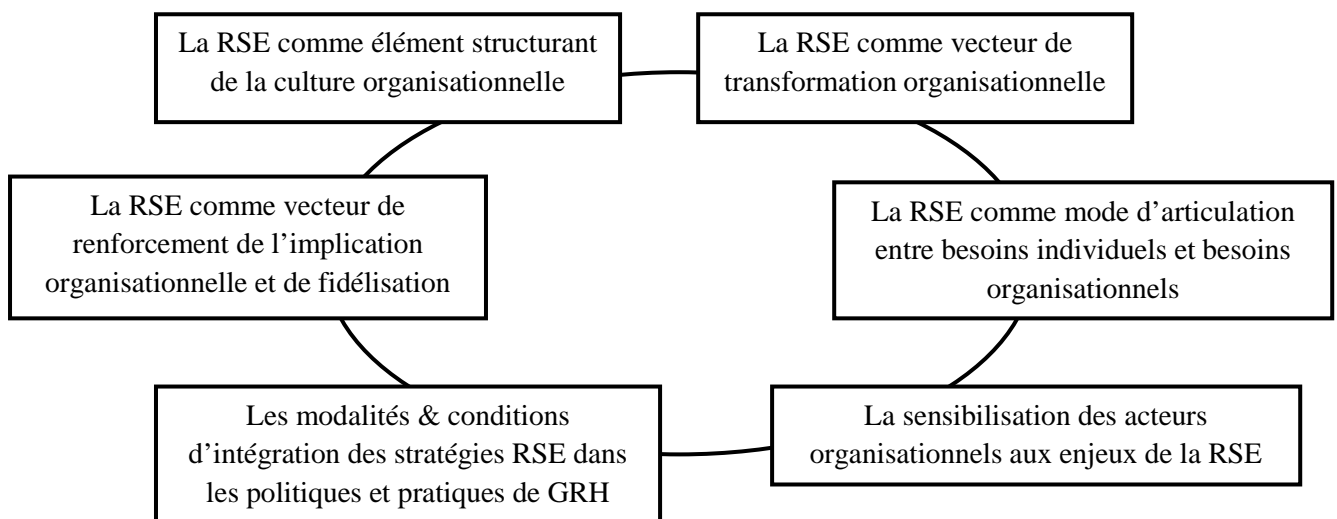 La RSE comme élément structurant
de la culture organisationnelle
La RSE comme vecteur de
transformation organisationnelle
La RSE comme vecteur de
renforcement de l’implication
organisationnelle et de fidélisation
La RSE comme mode d’articulation
entre besoins individuels et besoins
organisationnels
Les modalités & conditions
d’intégration des stratégies RSE dans
les politiques et pratiques de GRH
La sensibilisation des acteurs
organisationnels aux enjeux de la RSE